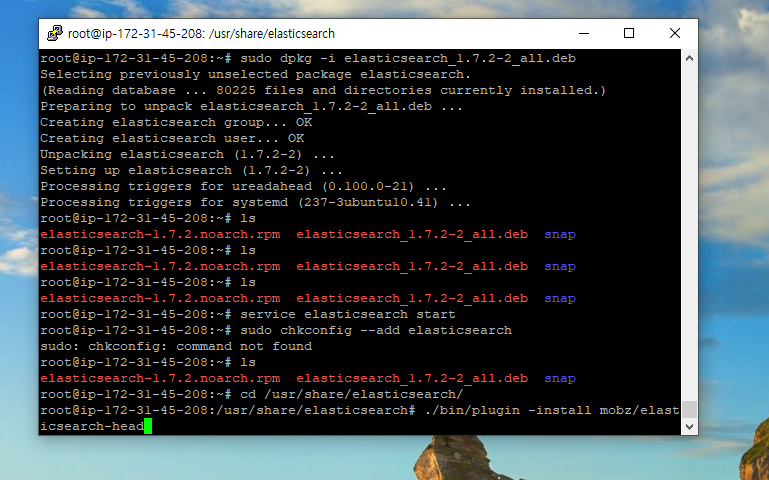 root@ip-172-31-45-208: /usr/share/elasticsearch
root@ip-172-31-45-208:~# sudo dpkg -i elasticsearch_1.7.2-2_all.deb
Selecting previously unselected package elasticsearch.
(Reading database ... 80225 files and directories currently installed.)
Preparing to unpack elasticsearch_1.7.2-2_all.deb ...
Creating elasticsearch group... OK
Creating elasticsearch user... OK
Unpacking elasticsearch (1.7.2-2) ...
Setting up elasticsearch (1.7.2-2) ...
Processing triggers for ureadahead (0.100.0-21) ...
Processing triggers for systemd (237-3ubuntu10.41) ...
root@ip-172-31-45-208:~# ls
elasticsearch-1.7.2.noarch.rpm  elasticsearch_1.7.2-2_all.deb  snap
root@ip-172-31-45-208:~# ls
elasticsearch-1.7.2.noarch.rpm  elasticsearch_1.7.2-2_all.deb  snap
root@ip-172-31-45-208:~# ls
elasticsearch-1.7.2.noarch.rpm  elasticsearch_1.7.2-2_all.deb  snap
root@ip-172-31-45-208:~# service elasticsearch start
root@ip-172-31-45-208:~# sudo chkconfig --add elasticsearch
sudo: chkconfig: command not found
root@ip-172-31-45-208:~# ls
elasticsearch-1.7.2.noarch.rpm  elasticsearch_1.7.2-2_all.deb  snap
root@ip-172-31-45-208:~# cd /usr/share/elasticsearch/
root@ip-172-31-45-208:/usr/share/elasticsearch# ./bin/plugin -install mobz/elast
icsearch-head